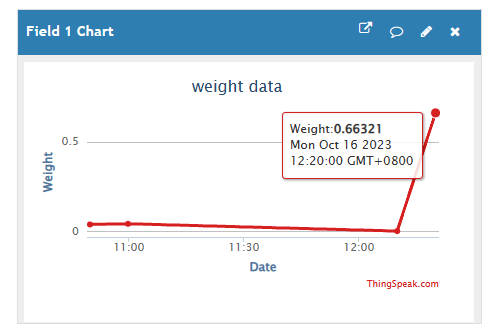 Field 1 Chart
weight data
Weight:0.66321
Mon Oct 16 2023
12:20:00 GMT+0800
0.5
Weight
0
11:00 11:30 12:00
Date
ThingSpeak.com